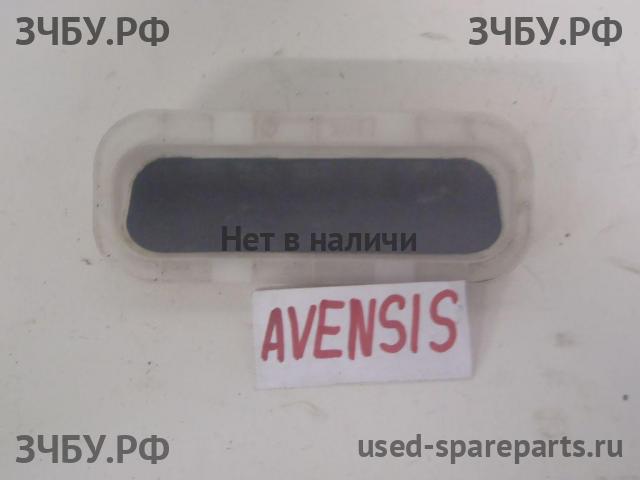 ЗЧБУ.РФ ЗЧБУ.РФ
Нет в наличи
AVENSIS
ЗЧБУ.РФ used-spareparts.ru